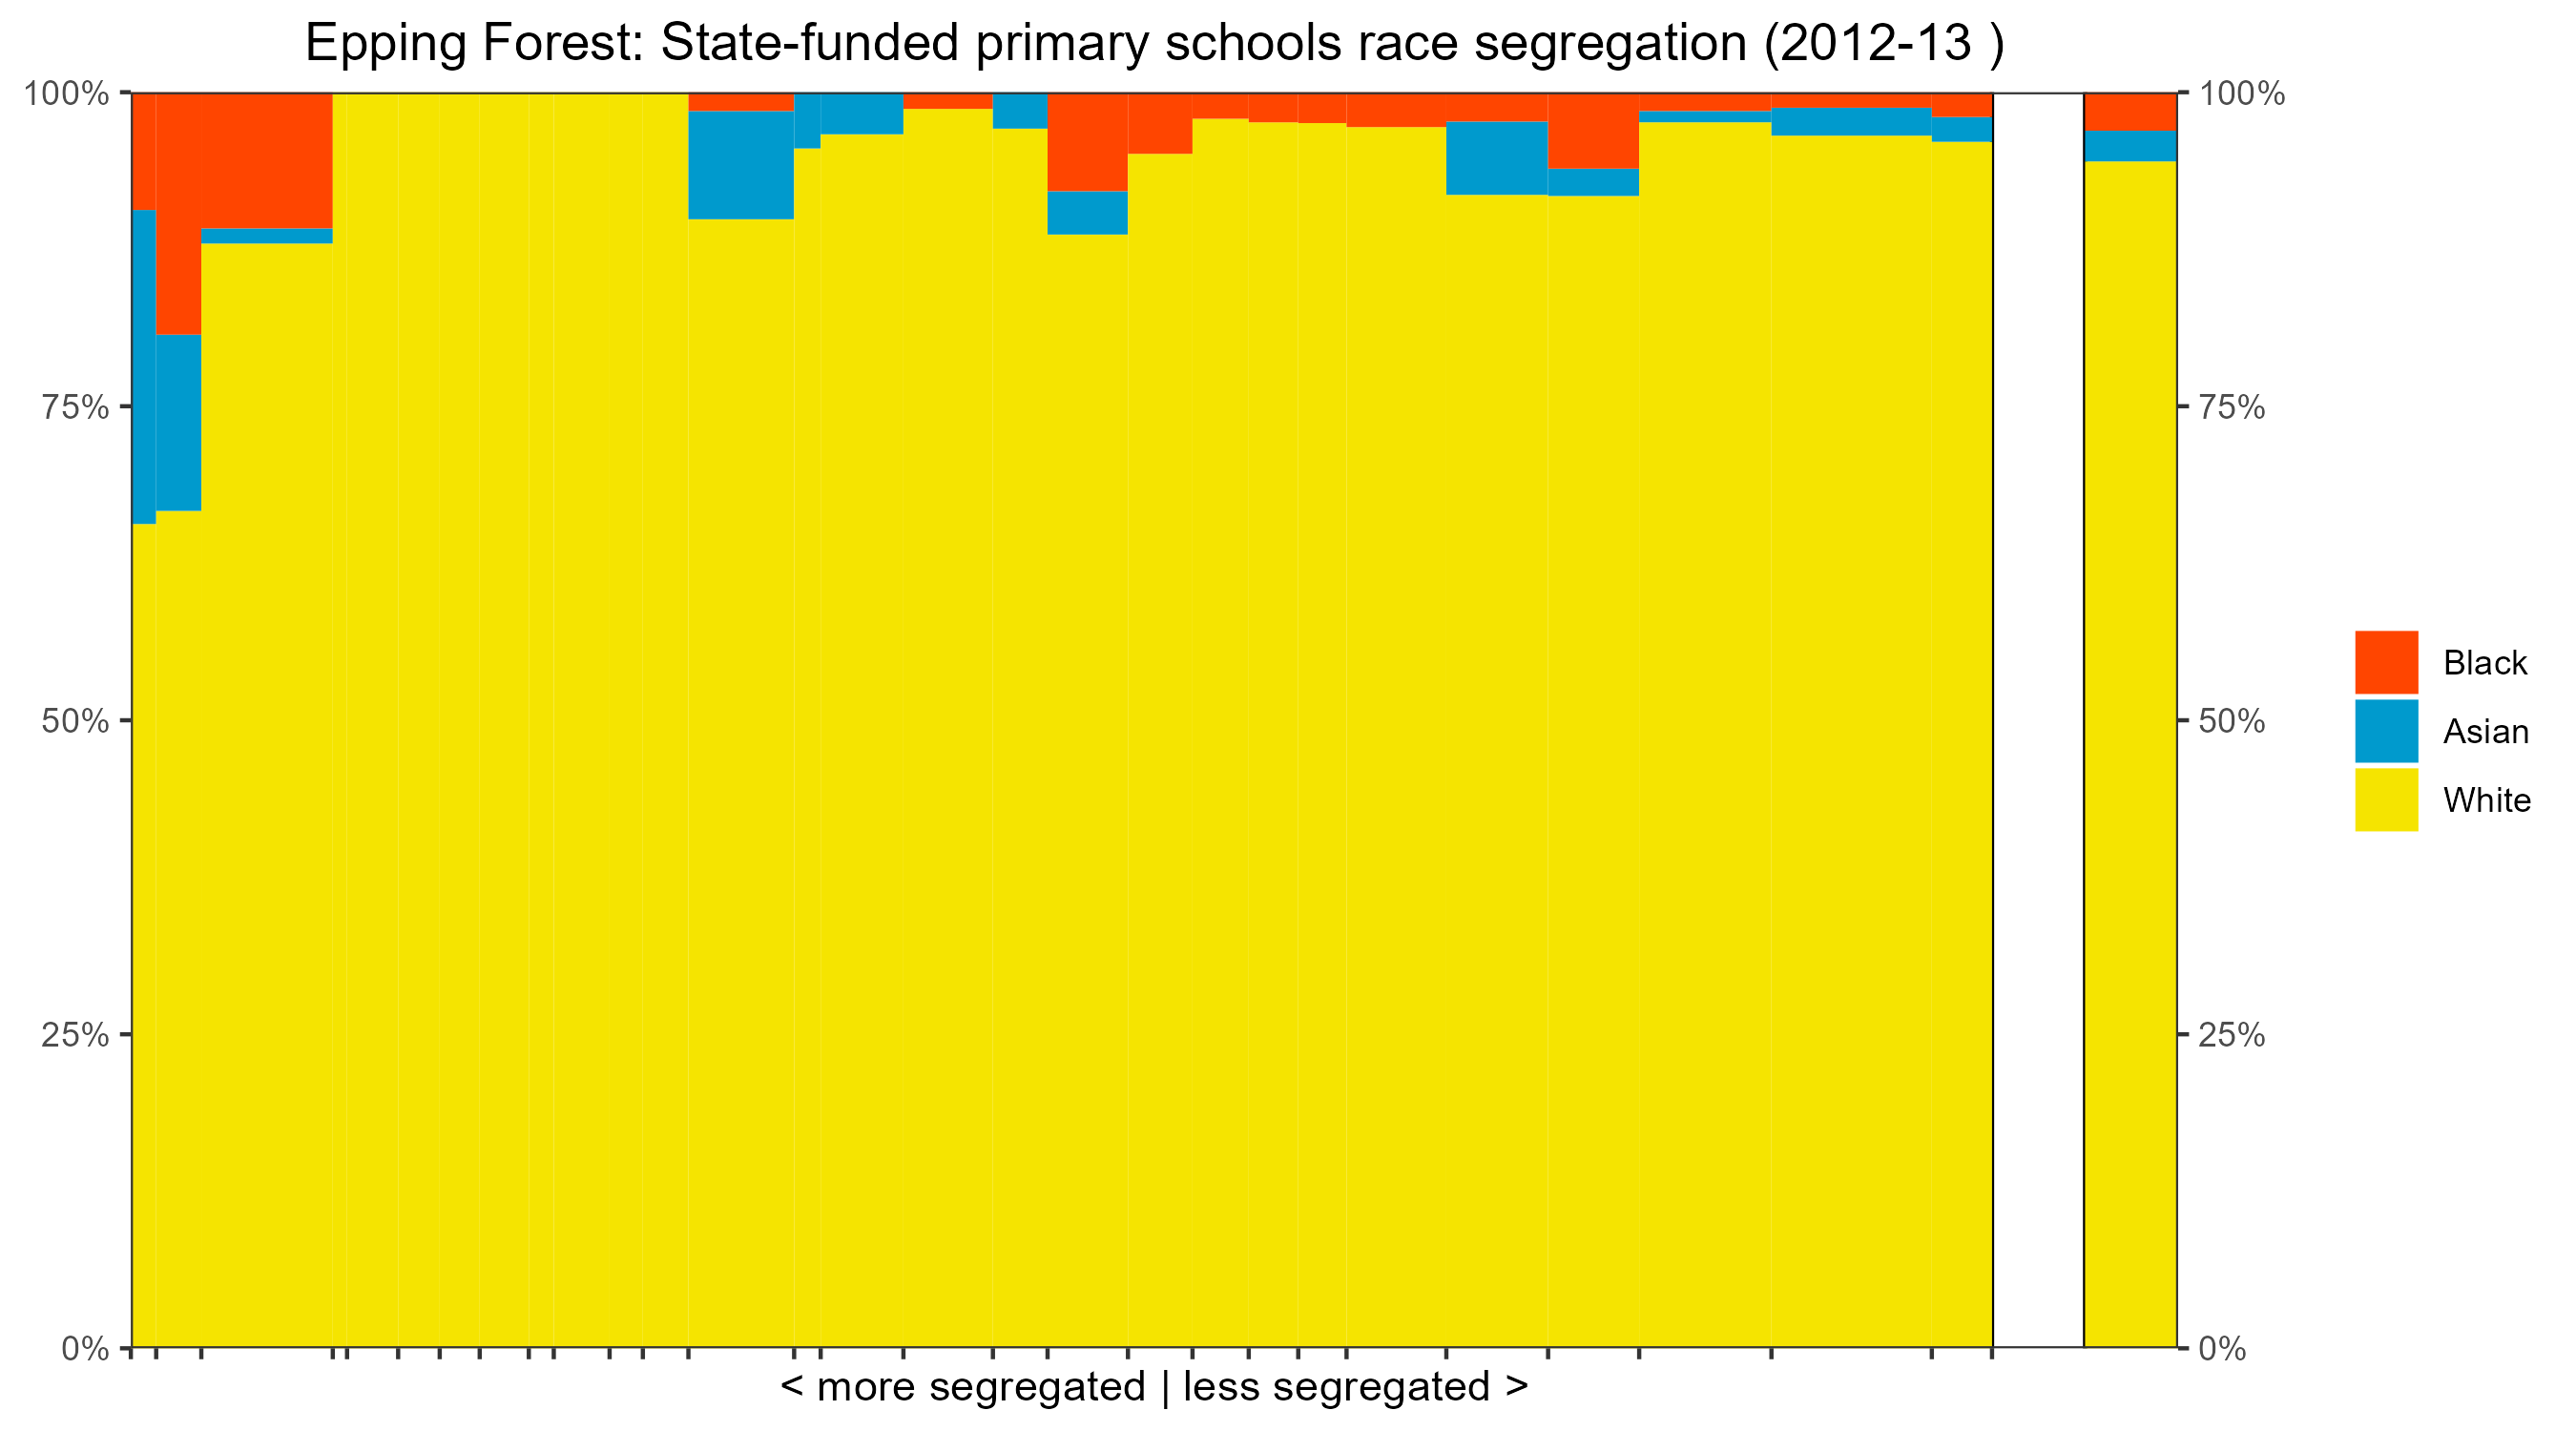 Epping Forest: State-funded primary schools race segregation (2012-13 )
100%
75%
50%
25%
0%
100%
75%
50%
25%
0%
Black
Asian
White
< more segregated | less segregated >